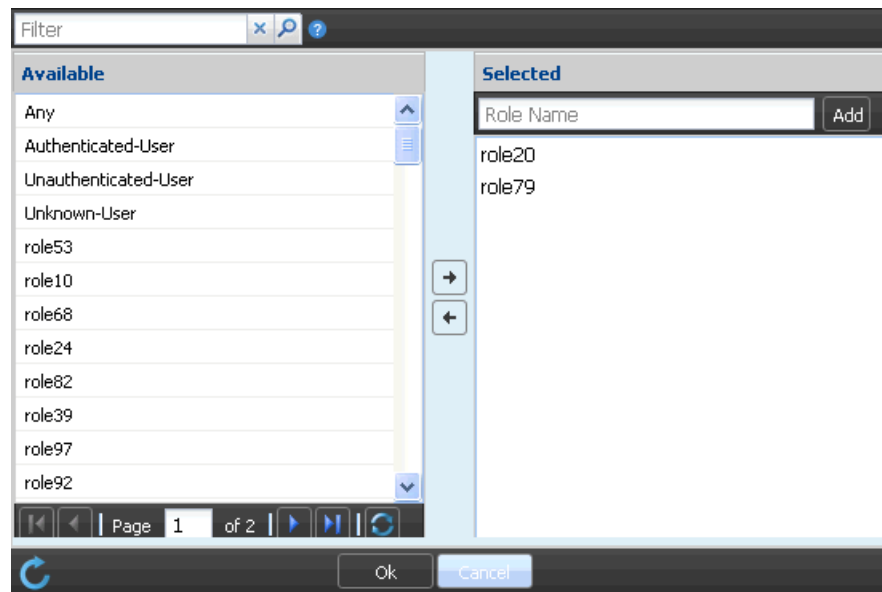 Filter
Available
Any
Authenticated-User
Unauthenticated-User
Unknown-User
role53
role10
role68
role24
role82
role39
role97
role92
Page 1 of 2
Selected
Role Name Add
role20
role79
Ok Cancel